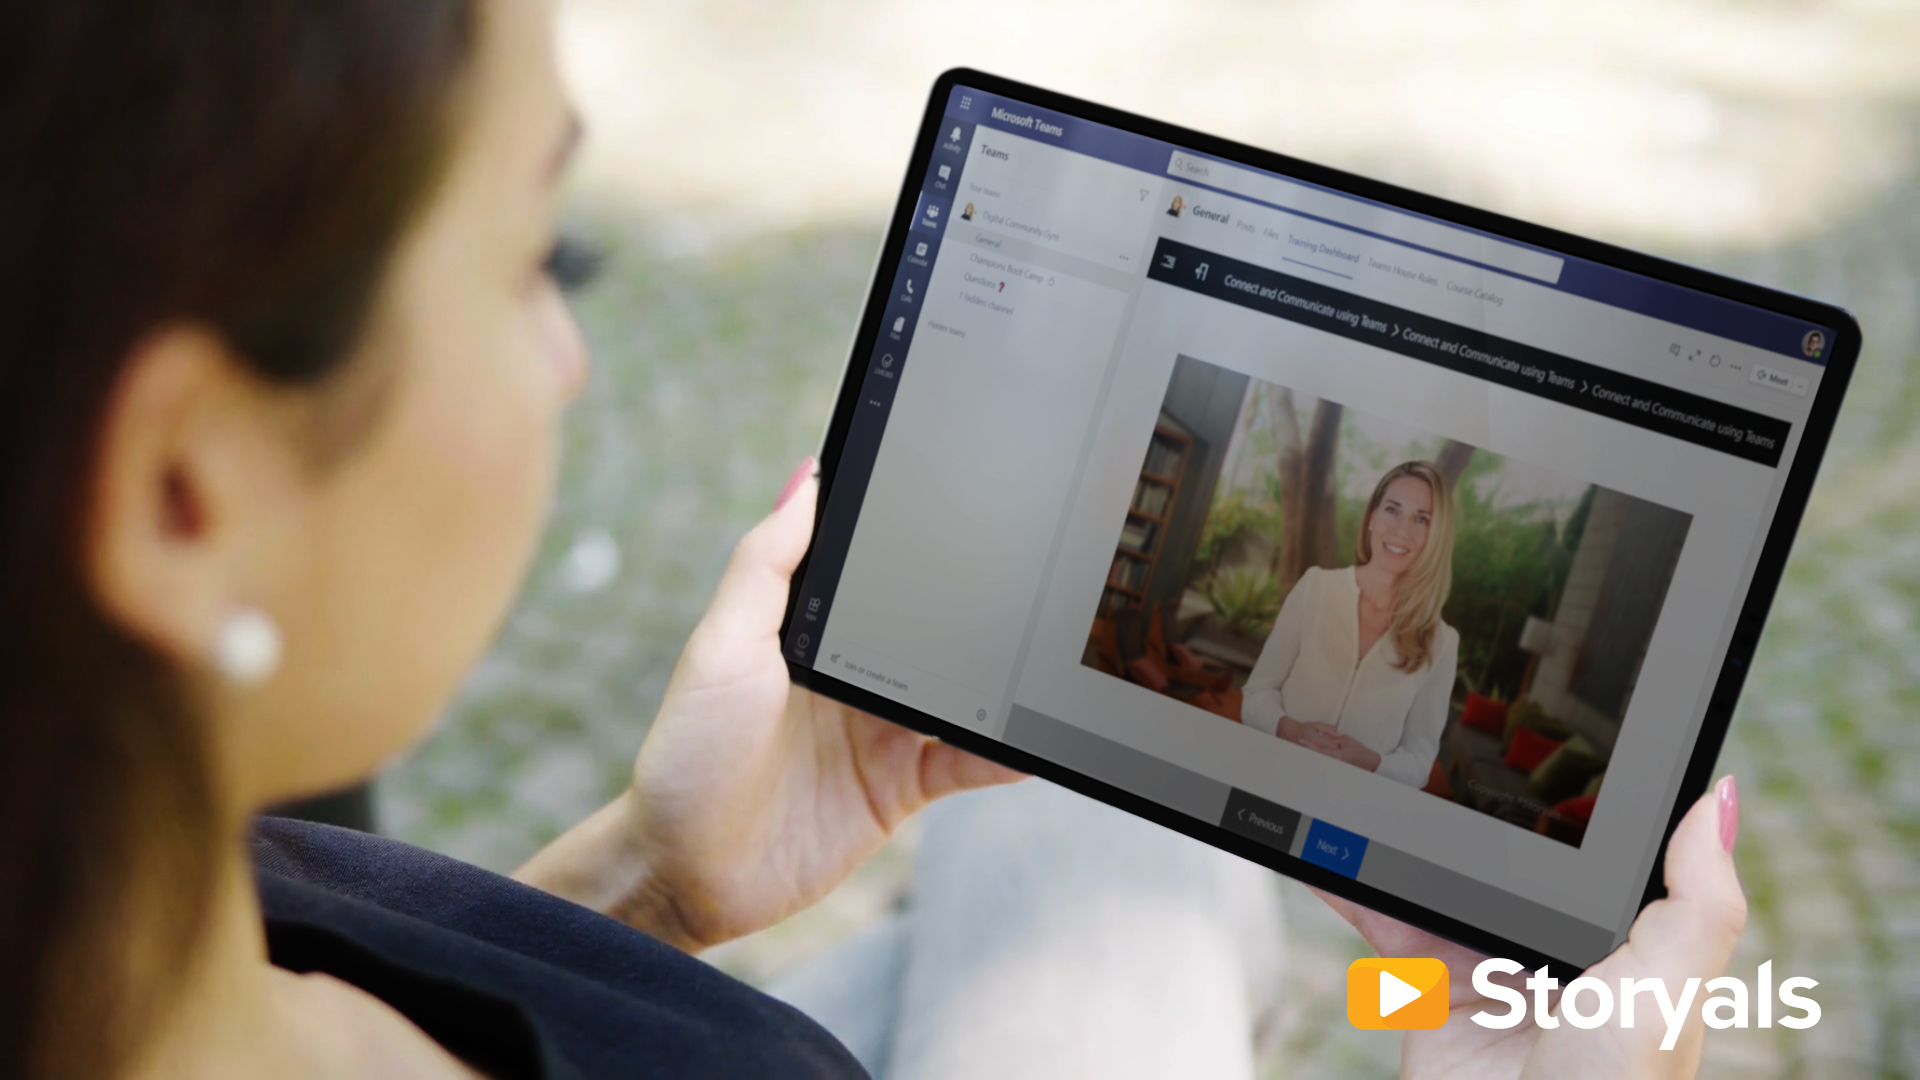 Microsoft Teams
Search
Activity
Chat
Teams
Calendar
Calls
Files
Apps
Help
Teams
Your teams
Digital Community Gym
General
Champions Boot Camp
Questions ❓
1 hidden channel
Hidden teams
Join or create a team
General Posts Files Training Dashboard Teams House Rules Course Catalog
Meet
Connect and Communicate using Teams > Connect and Communicate using Teams > Connect and Communicate using Teams
< Previous
Next >
Storyals